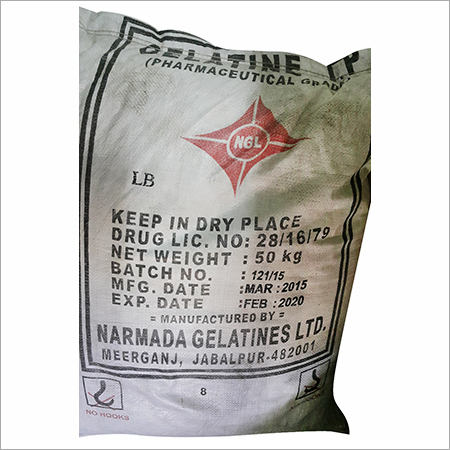 GELATINE IP
(PHARMACEUTICAL GRADE)
NGL
LB
KEEP IN DRY PLACE
DRUG LIC. NO: 28/16/79
NET WEIGHT : 50 kg
BATCH NO. : 121/15
MFG. DATE : MAR : 2015
EXP. DATE : FEB : 2020
= MANUFACTURED BY =
NARMADA GELATINES LTD.
MEERGANJ, JABALPUR-482001
8
NO HOOKS